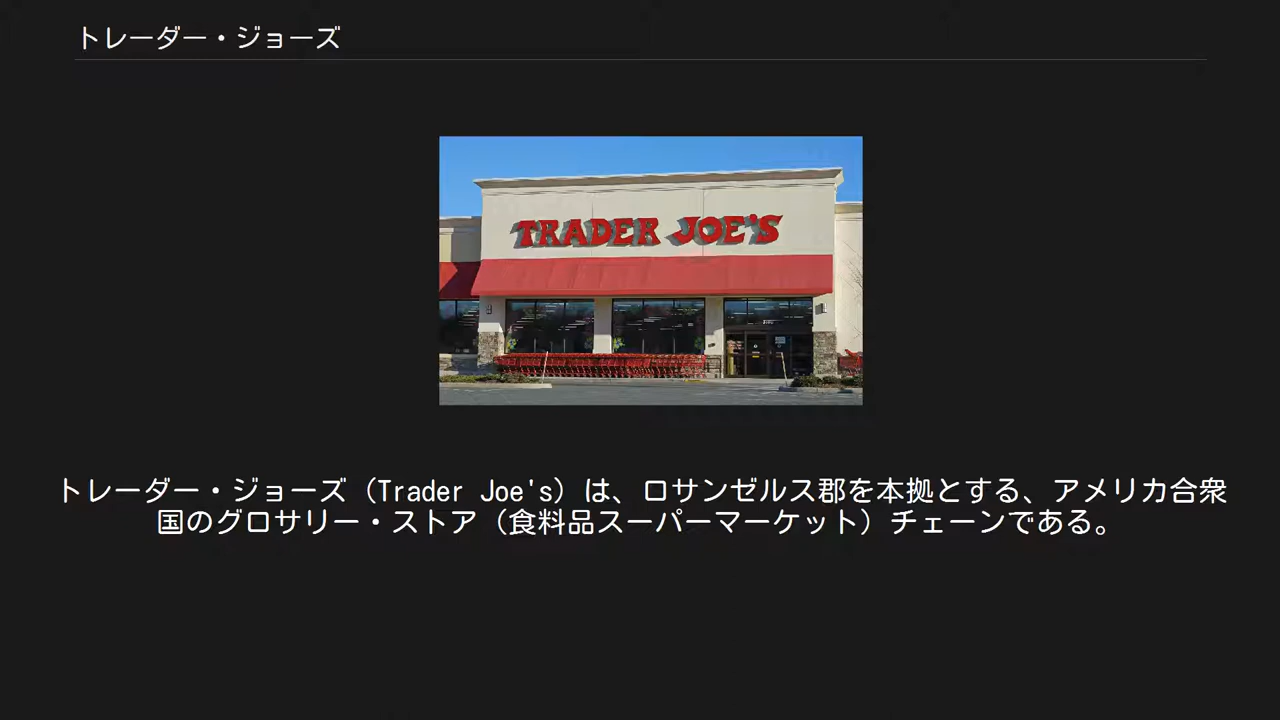 トレーダー・ジョーズ
TRADER JOE'S
トレーダー・ジョーズ（Trader Joe's）は、ロサンゼルス郡を本拠とする、アメリカ合衆
国のグロサリー・ストア（食料品スーパーマーケット）チェーンである。